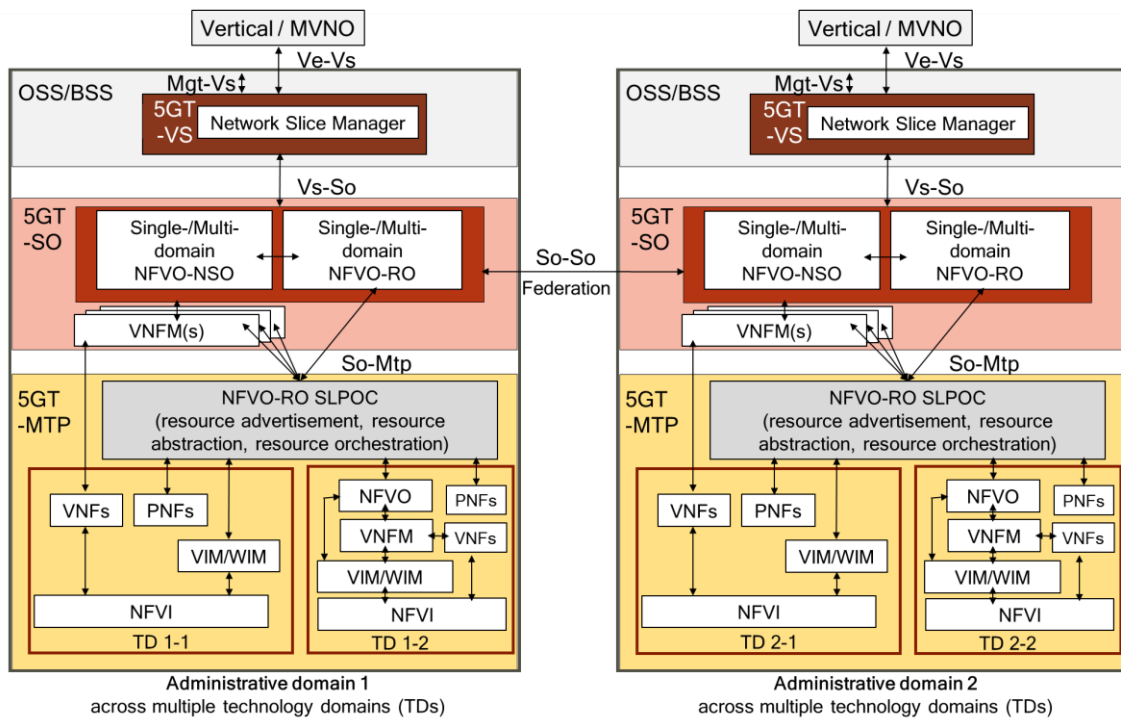 Vertical / MVNO
Ve-Vs
Mgt-Vs
OSS/BSS
5GT
-VS
Network Slice Manager
Vs-So
5GT
-SO
Single-/Multi-
domain
NFVO-NSO
Single-/Multi-
domain
NFVO-RO
VNFM(s)
So-Mtp
5GT
-MTP
NFVO-RO SLPOC
(resource advertisement, resource
abstraction, resource orchestration)
VNFs
PNFs
VIM/WIM
NFVI
TD 1-1
NFVO
PNFs
VNFM
VNFs
VIM/WIM
NFVI
TD 1-2
Administrative domain 1
across multiple technology domains (TDs)
So-So
Federation
Vertical / MVNO
Ve-Vs
Mgt-Vs
OSS/BSS
5GT
-VS
Network Slice Manager
Vs-So
5GT
-SO
Single-/Multi-
domain
NFVO-NSO
Single-/Multi-
domain
NFVO-RO
VNFM(s)
So-Mtp
5GT
-MTP
NFVO-RO SLPOC
(resource advertisement, resource
abstraction, resource orchestration)
VNFs
PNFs
VIM/WIM
NFVI
TD 2-1
NFVO
PNFs
VNFM
VNFs
VIM/WIM
NFVI
TD 2-2
Administrative domain 2
across multiple technology domains (TDs)